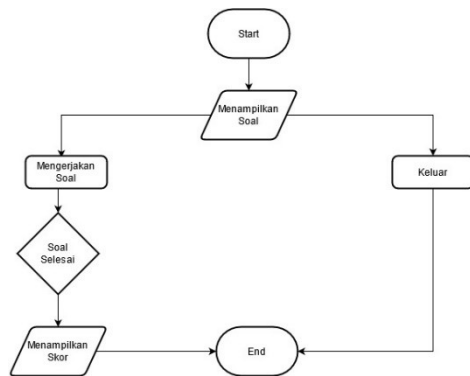 Start
Menampilkan
Soal
Mengerjakan
Soal
Keluar
Soal
Selesai
Menampilkan
Skor
End